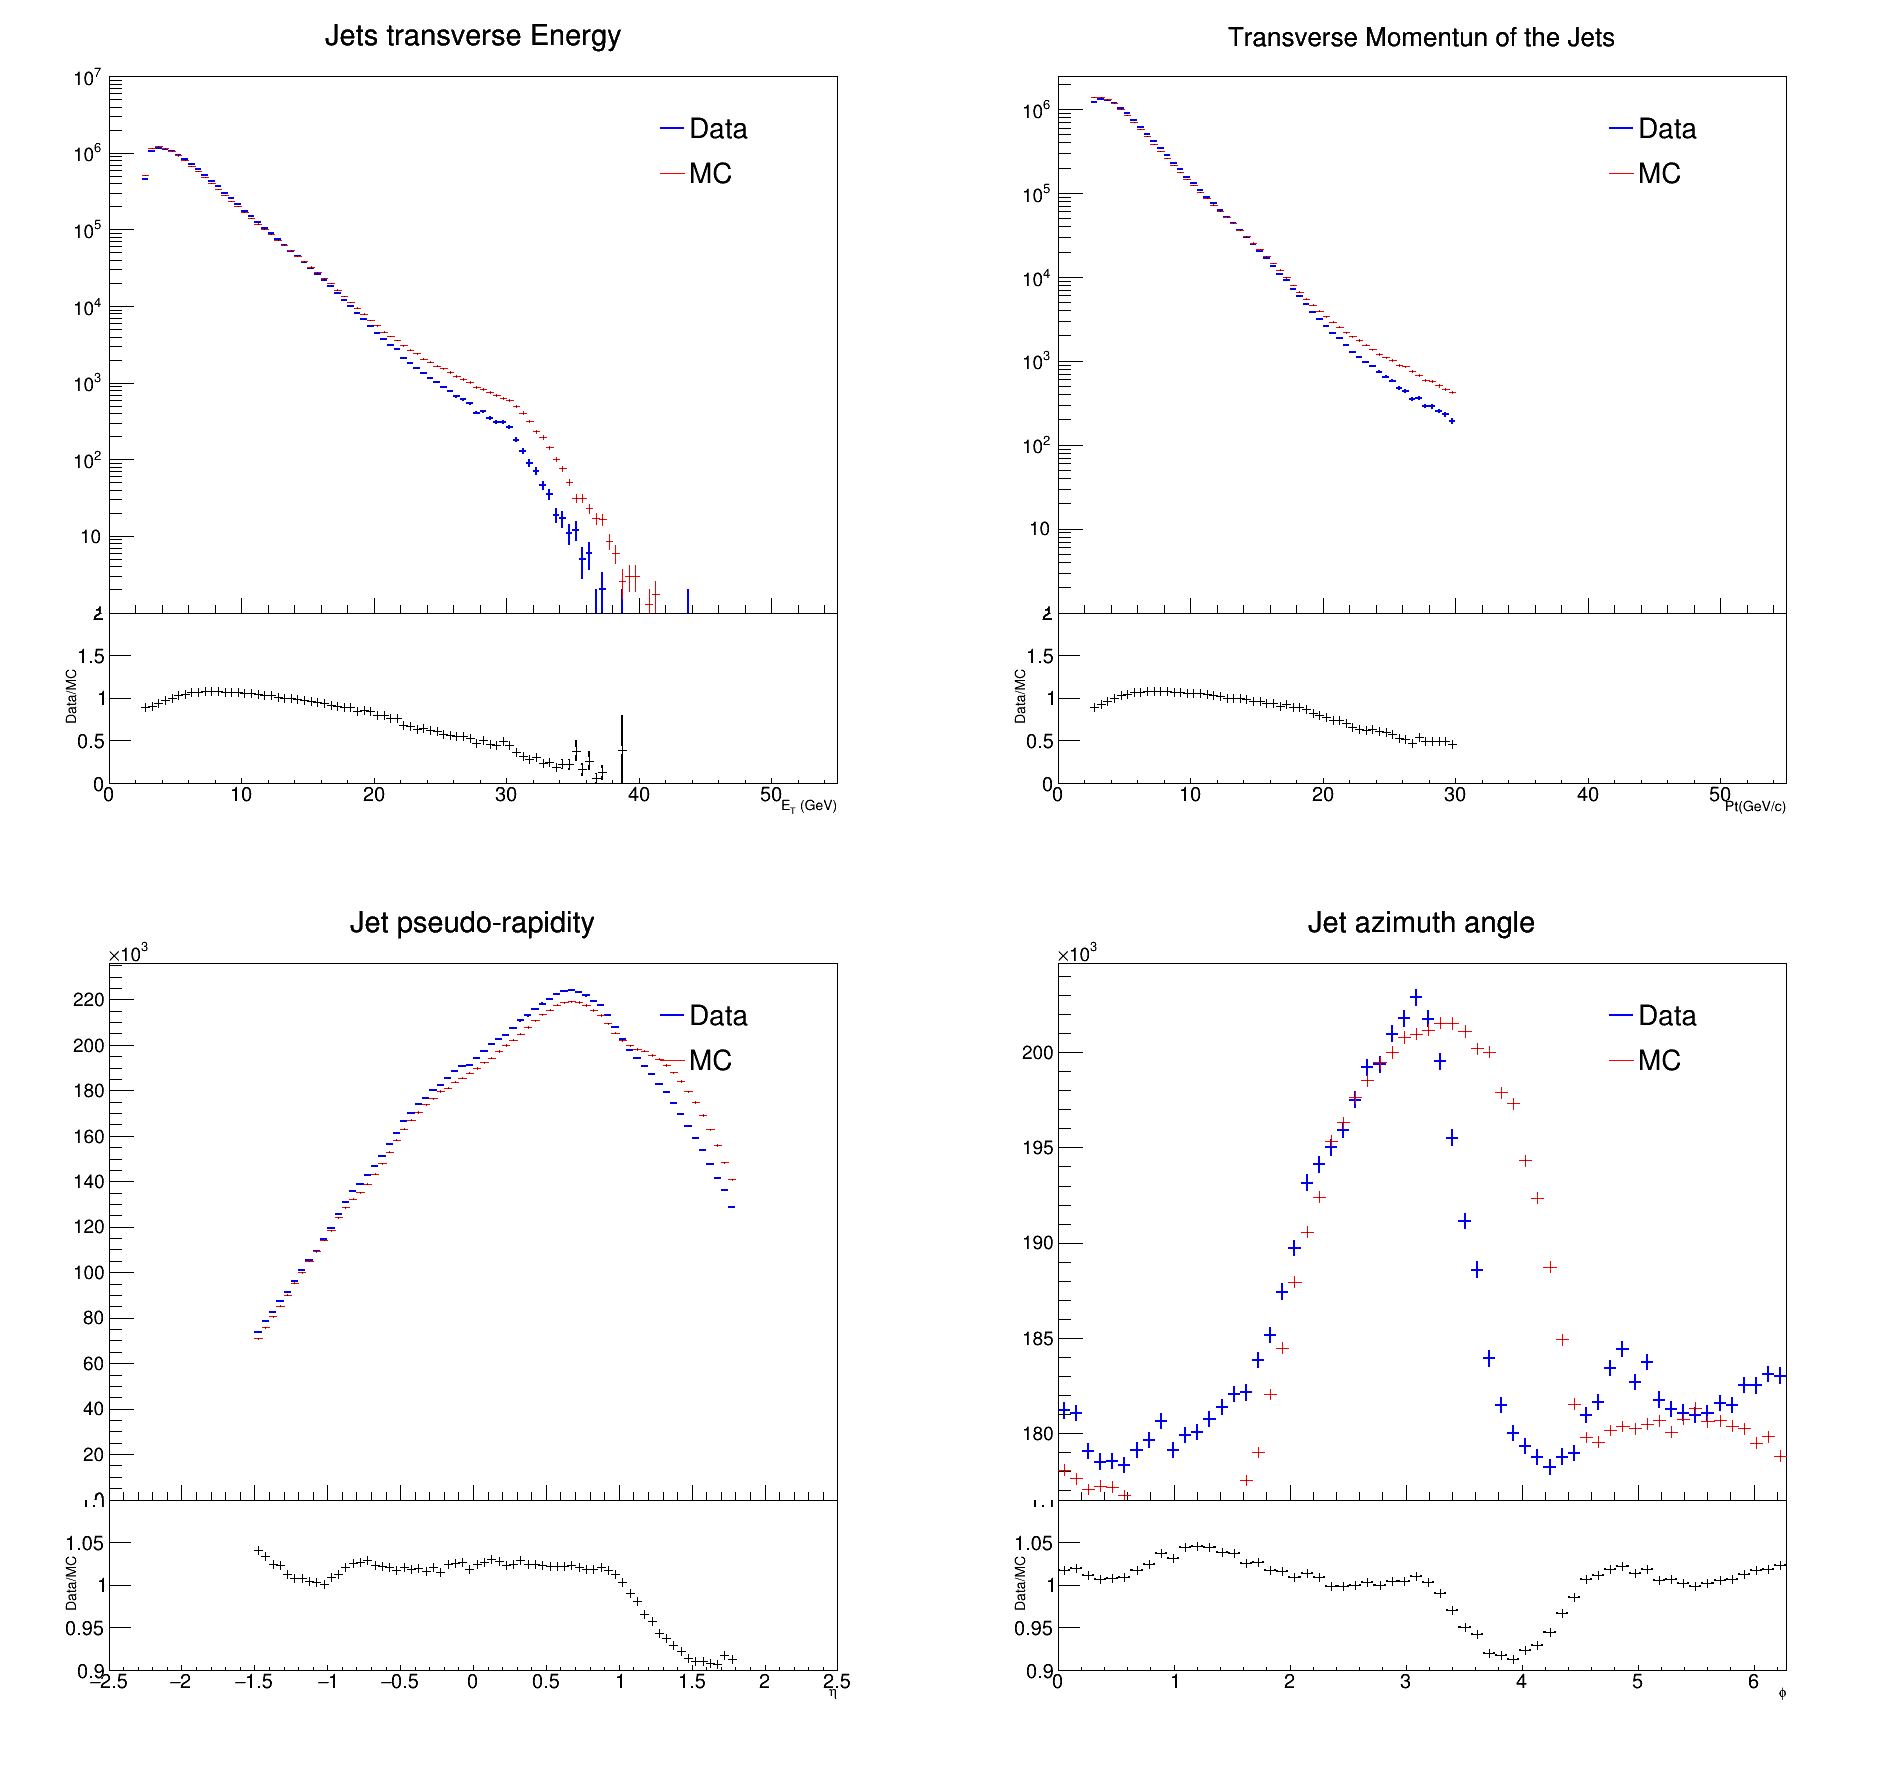 Jets transverse Energy
10^7
10^6
10^5
10^4
10^3
10^2
10
Data
MC
2
1.5
1
0.5
0
Data/MC
0 10 20 30 40 50
E_T (GeV)
Transverse Momentun of the Jets
10^6
10^5
10^4
10^3
10^2
10
Data
MC
2
1.5
1
0.5
0
Data/MC
0 10 20 30 40 50
Pt(GeV/c)
Jet pseudo-rapidity
×10^3
220
200
180
160
140
120
100
80
60
40
20
Data
MC
1.05
1
0.95
0.9
Data/MC
−2.5 −2 −1.5 −1 −0.5 0 0.5 1 1.5 2 2.5
η
Jet azimuth angle
×10^3
200
195
190
185
180
Data
MC
1.05
1
0.95
0.9
Data/MC
0 1 2 3 4 5 6
ϕ